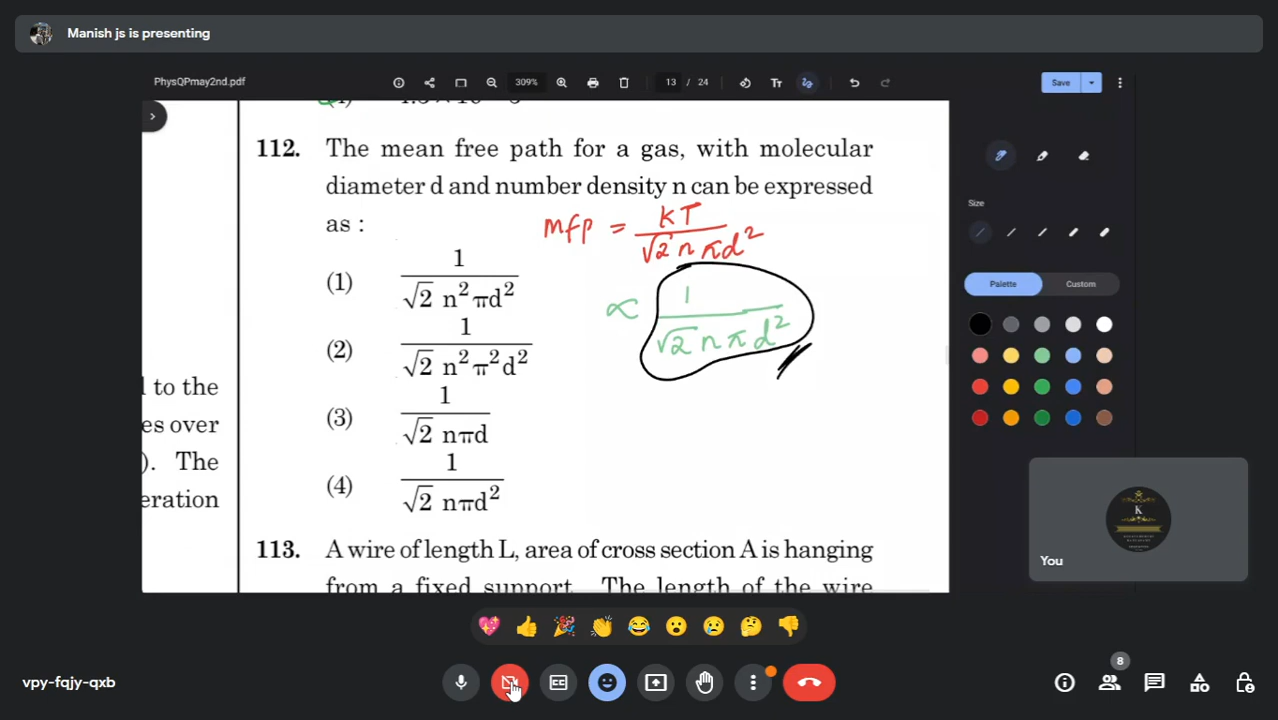 Manish js is presenting
PhysQPmay2nd.pdf
309%
13 / 24
Save
112. The mean free path for a gas, with molecular
diameter d and number density n can be expressed
as :
mfp = KT / √2 n πd²
∝ 1 / √2 n π d²
(1) 1 / √2 n²πd²
(2) 1 / √2 n²π²d²
(3) 1 / √2 nπd
(4) 1 / √2 nπd²
113. A wire of length L, area of cross section A is hanging
from a fixed support. The length of the wire
to the
es over
). The
eration
Size
Palette
Custom
K
You
vpy-fqjy-qxb
8